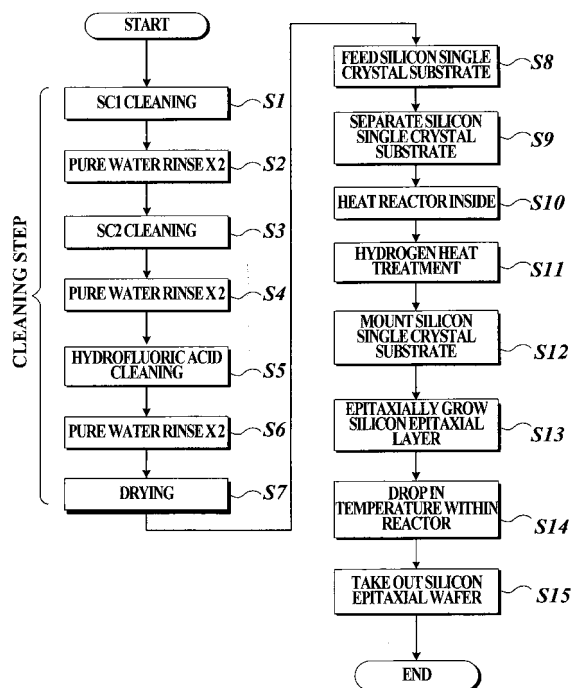 START
CLEANING STEP
SC1 CLEANING
S1
PURE WATER RINSE X 2
S2
SC2 CLEANING
S3
PURE WATER RINSE X 2
S4
HYDROFLUORIC ACID
CLEANING
S5
PURE WATER RINSE X 2
S6
DRYING
S7
FEED SILICON SINGLE
CRYSTAL SUBSTRATE
S8
SEPARATE SILICON
SINGLE CRYSTAL
SUBSTRATE
S9
HEAT REACTOR INSIDE
S10
HYDROGEN HEAT
TREATMENT
S11
MOUNT SILICON
SINGLE CRYSTAL
SUBSTRATE
S12
EPITAXIALLY GROW
SILICON EPITAXIAL
LAYER
S13
DROP IN
TEMPERATURE WITHIN
REACTOR
S14
TAKE OUT SILICON
EPITAXIAL WAFER
S15
END